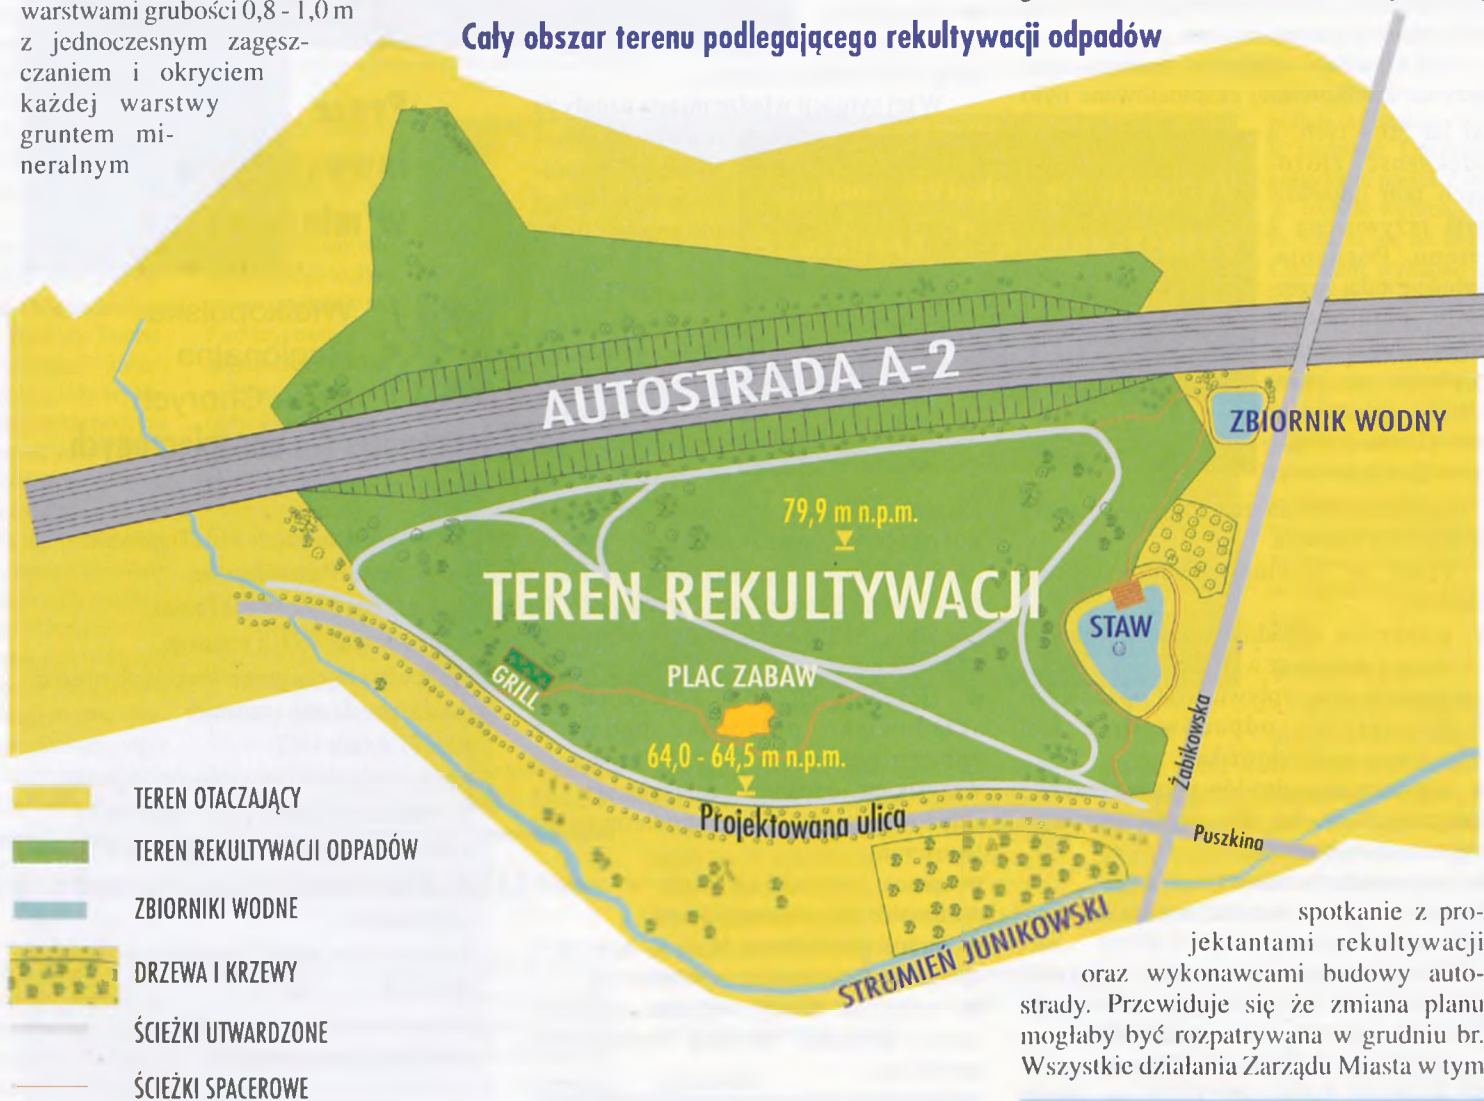 warstwami grubości 0,8 - 1,0 m
z jednoczesnym zagęsz-
czaniem i okryciem
każdej warstwy
gruntem mi-
neralnym
Cały obszar terenu podlegającego rekultywacji odpadów
AUTOSTRADA A-2
ZBIORNIK WODNY
79,9 m n.p.m.
TEREN REKULTYWACJI
STAW
PLAC ZABAW
GRILL
64,0 - 64,5 m n.p.m.
Żabikowska
Projektowana ulica
Puszkina
STRUMIEŃ JUNIKOWSKI
TEREN OTACZAJĄCY
TEREN REKULTYWACJI ODPADÓW
ZBIORNIKI WODNE
DRZEWA I KRZEWY
ŚCIEŻKI UTWARDZONE
ŚCIEŻKI SPACEROWE
spotkanie z pro-
jektantami rekultywacji
oraz wykonawcami budowy auto-
strady. Przewiduje się że zmiana planu
mogłaby być rozpatrywana w grudniu br.
Wszystkie działania Zarządu Miasta w tym